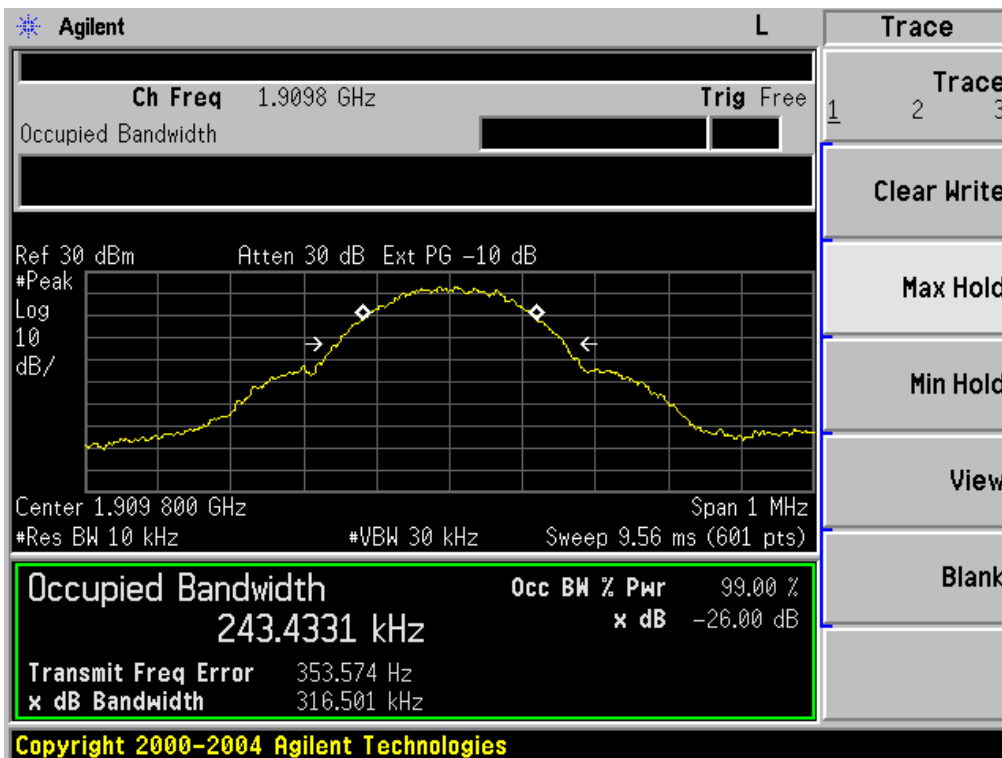 Agilent L Trace
Ch Freq 1.9098 GHz Trig Free
Occupied Bandwidth
Trace
1 2 3
Clear Write
Max Hold
Min Hold
View
Blank
Ref 30 dBm Atten 30 dB Ext PG -10 dB
#Peak
Log
10
dB/
Center 1.909 800 GHz Span 1 MHz
#Res BW 10 kHz #VBW 30 kHz Sweep 9.56 ms (601 pts)
Occupied Bandwidth Occ BW % Pwr 99.00 %
243.4331 kHz x dB -26.00 dB
Transmit Freq Error 353.574 Hz
x dB Bandwidth 316.501 kHz
Copyright 2000-2004 Agilent Technologies